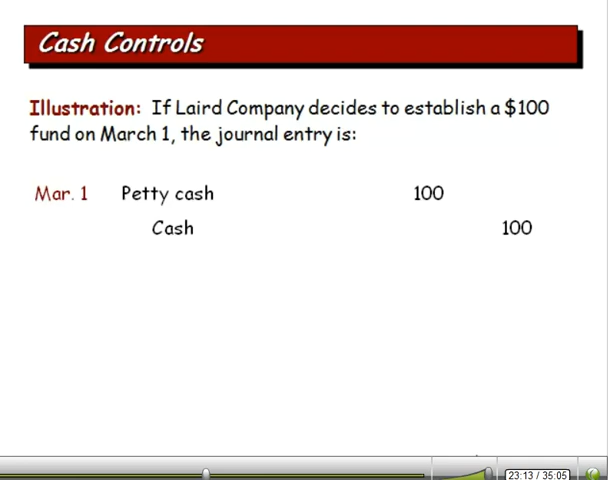 Cash Controls
Illustration: If Laird Company decides to establish a $100
fund on March 1, the journal entry is:
Mar. 1 Petty cash 100
Cash 100
23:13 / 35:05